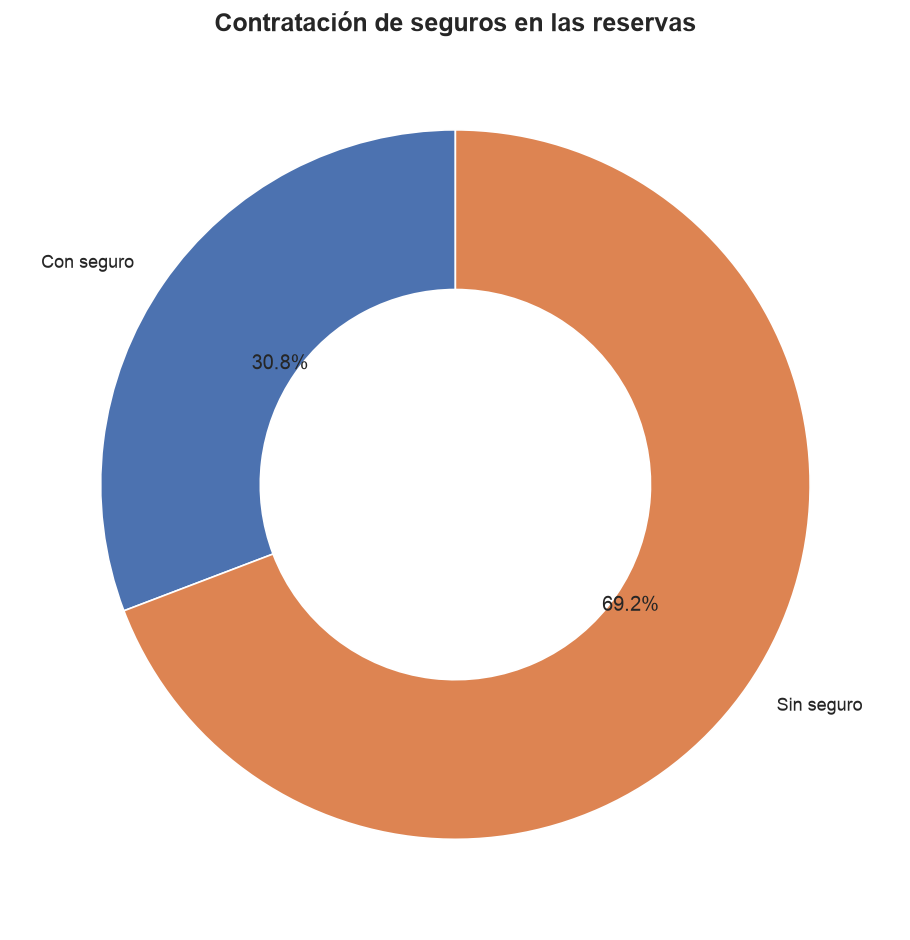 Contratación de seguros en las reservas
Con seguro
30.8%
69.2%
Sin seguro